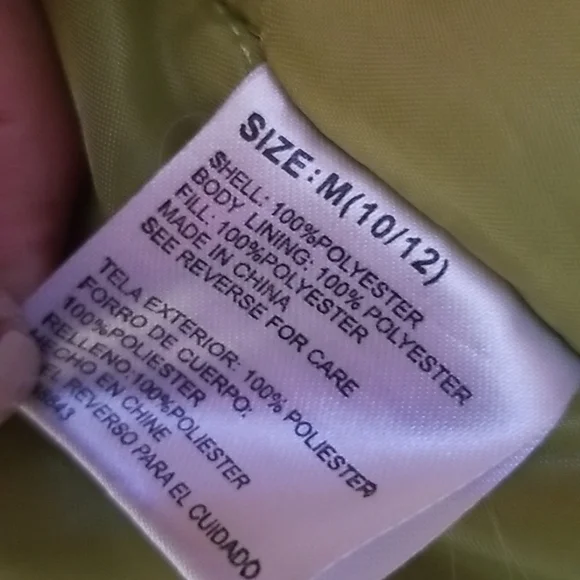 SIZE: M(10/12)
SHELL: 100%POLYESTER
BODY LINING: 100% POLYESTER
FILL: 100%POLYESTER
MADE IN CHINA
SEE REVERSE FOR CARE
TELA EXTERIOR: 100% POLIESTER
FORRO DE CUERPO:
100%POLIESTER
RELLENO:100%POLIESTER
HECHO EN CHINE
REVERSO PARA EL CUIDADO